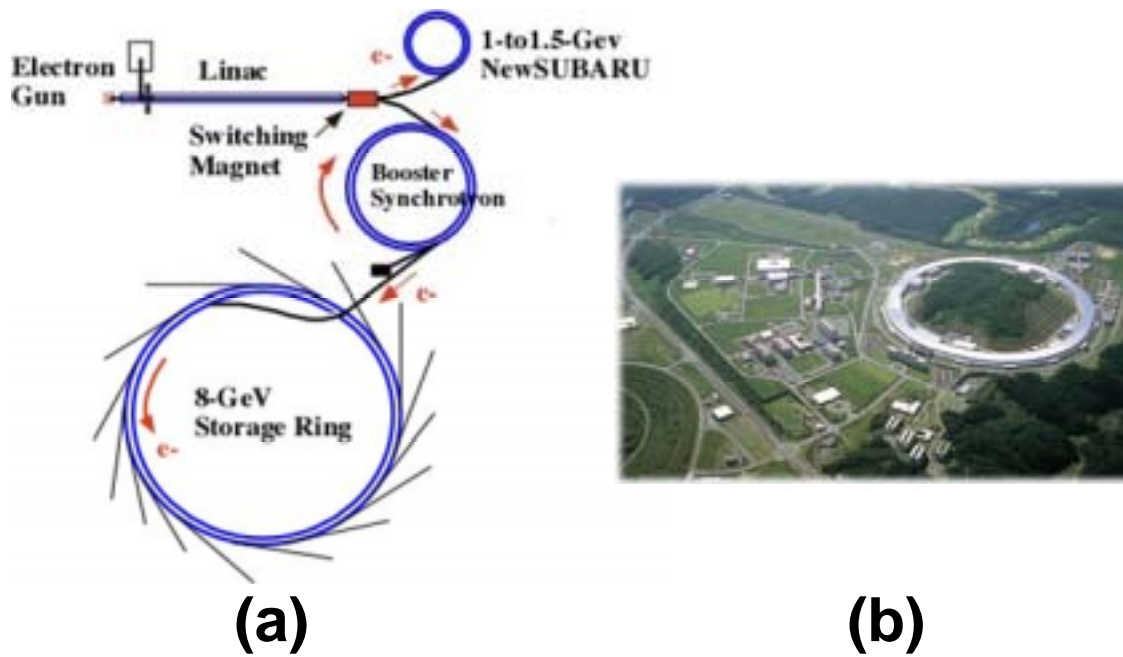 Electron
Gun
Linac
e-
1-to1.5-Gev
NewSUBARU
Switching
Magnet
Booster
Synchrotron
e-
8-GeV
Storage Ring
e-
(a)
(b)